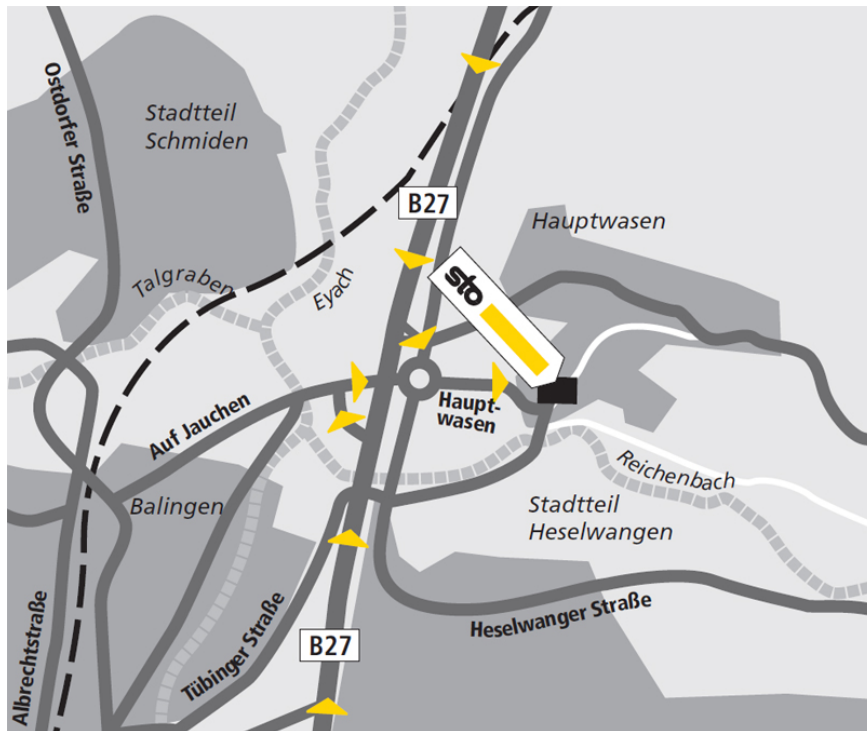 Ostdorfer Straße
Stadtteil
Schmiden
B27
Hauptwasen
Talgraben
Eyach
sto
Auf Jauchen
Haupt-
wasen
Reichenbach
Balingen
Stadtteil
Heselwangen
Albrechtstraße
Tübinger Straße
B27
Heselwanger Straße